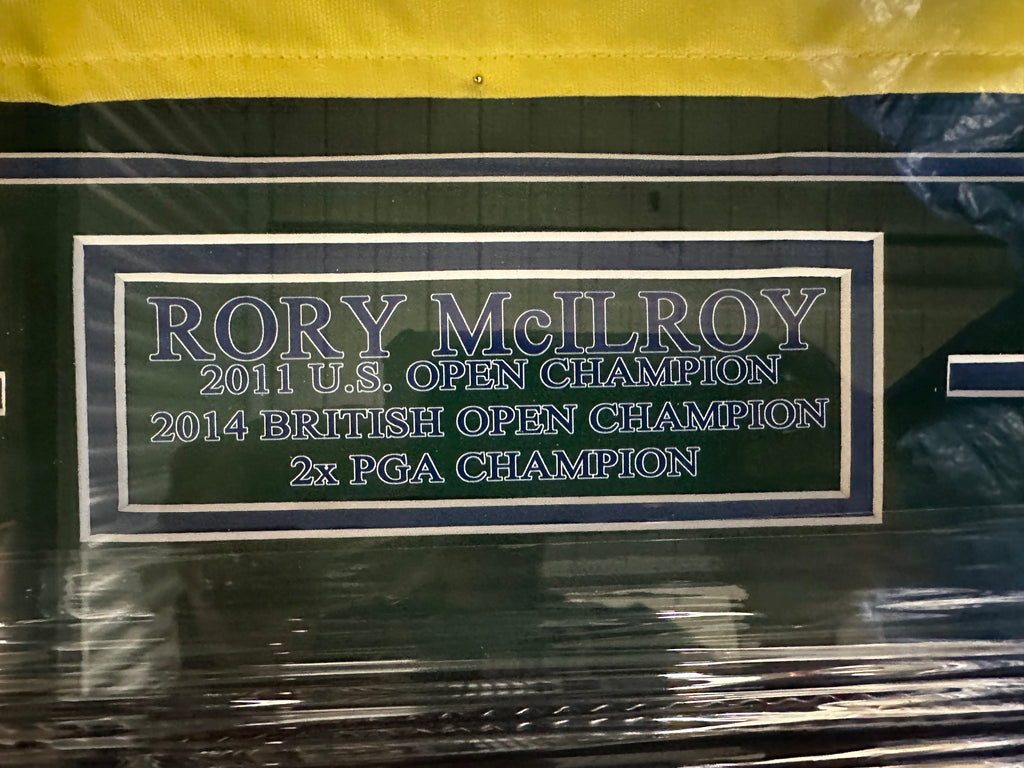 RORY McILROY
2011 U.S. OPEN CHAMPION
2014 BRITISH OPEN CHAMPION
2x PGA CHAMPION